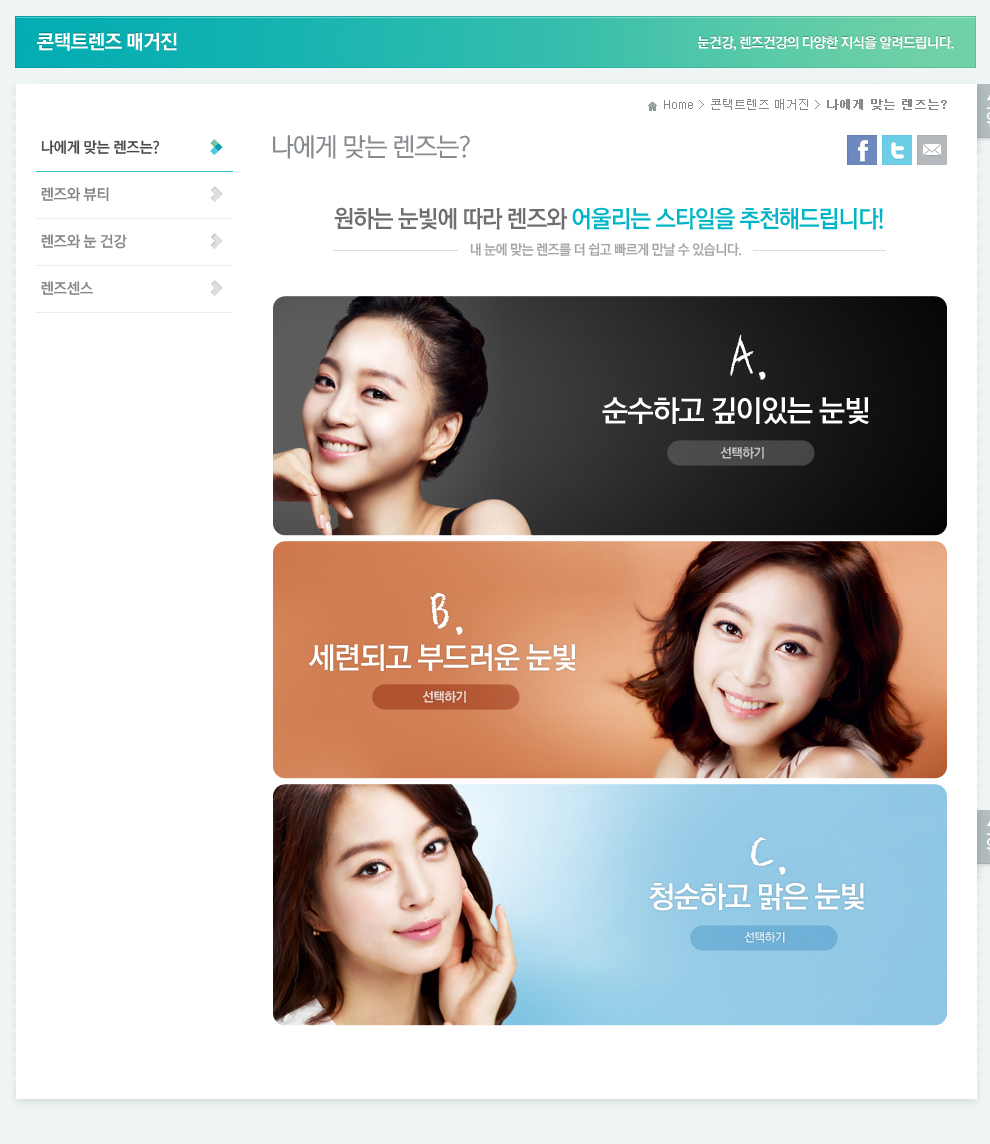 콘택트렌즈 매거진
눈건강, 렌즈건강의 다양한 지식을 알려드립니다.
Home > 콘택트렌즈 매거진 > 나에게 맞는 렌즈는?
나에게 맞는 렌즈는?
렌즈와 뷰티
렌즈와 눈 건강
렌즈센스
나에게 맞는 렌즈는?
f t
원하는 눈빛에 따라 렌즈와 어울리는 스타일을 추천해드립니다!
내 눈에 맞는 렌즈를 더 쉽고 빠르게 만날 수 있습니다.
A.
순수하고 깊이있는 눈빛
선택하기
B.
세련되고 부드러운 눈빛
선택하기
C.
청순하고 맑은 눈빛
선택하기